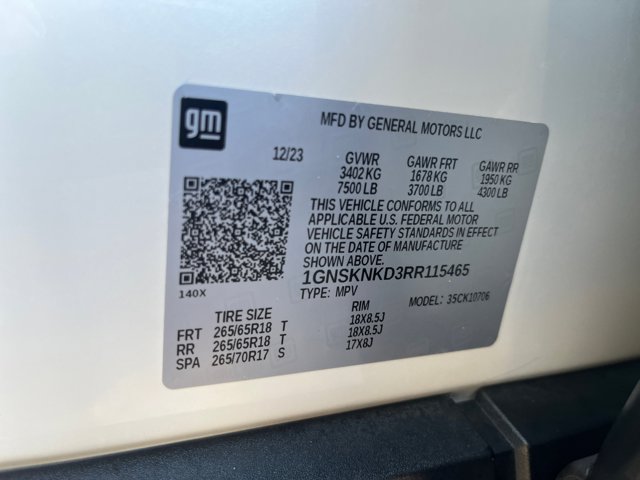 gm
MFD BY GENERAL MOTORS LLC
12/23 GVWR GAWR FRT GAWR RR
3402 KG 1678 KG 1950 KG
7500 LB 3700 LB 4300 LB
THIS VEHICLE CONFORMS TO ALL
APPLICABLE U.S. FEDERAL MOTOR
VEHICLE SAFETY STANDARDS IN EFFECT
ON THE DATE OF MANUFACTURE
SHOWN ABOVE.
1GNSKNKD3RR115465
140X TYPE: MPV MODEL: 35CK10706
TIRE SIZE RIM
FRT 265/65R18 T 18X8.5J
RR 265/65R18 T 18X8.5J
SPA 265/70R17 S 17X8J